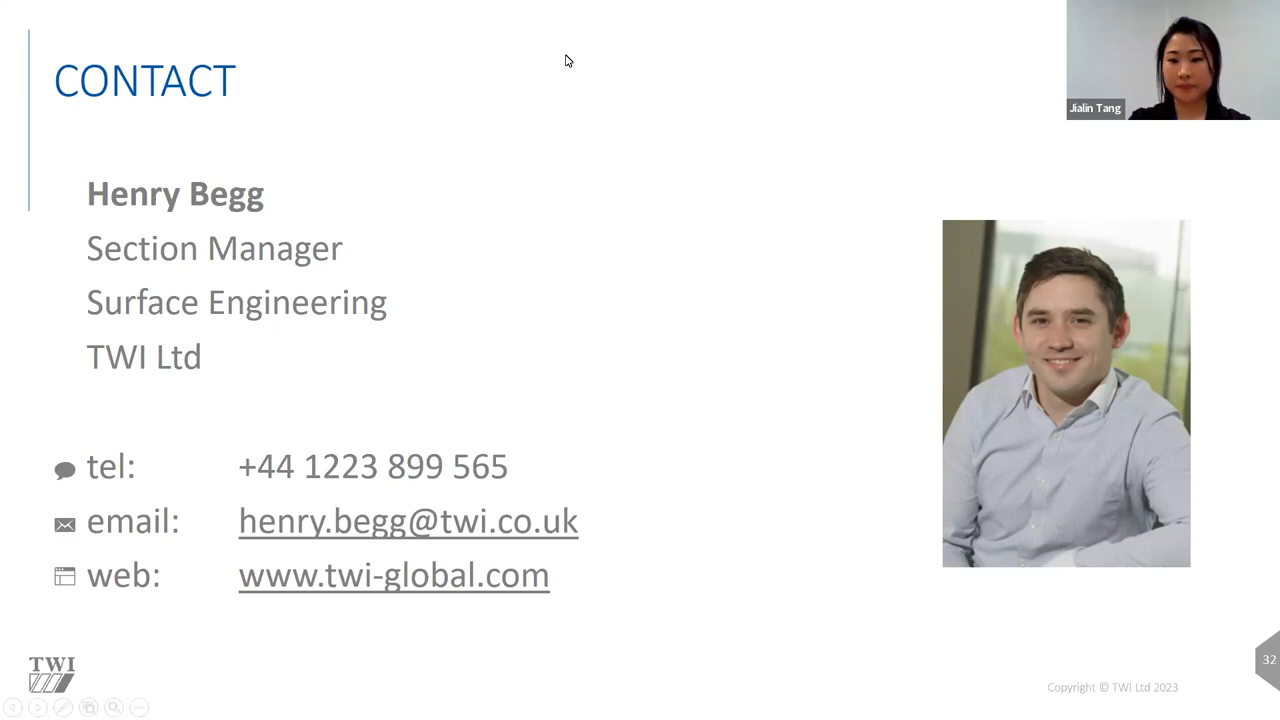 CONTACT
Jialin Tang
Henry Begg
Section Manager
Surface Engineering
TWI Ltd
tel: +44 1223 899 565
email: henry.begg@twi.co.uk
web: www.twi-global.com
TWI
Copyright © TWI Ltd 2023
32